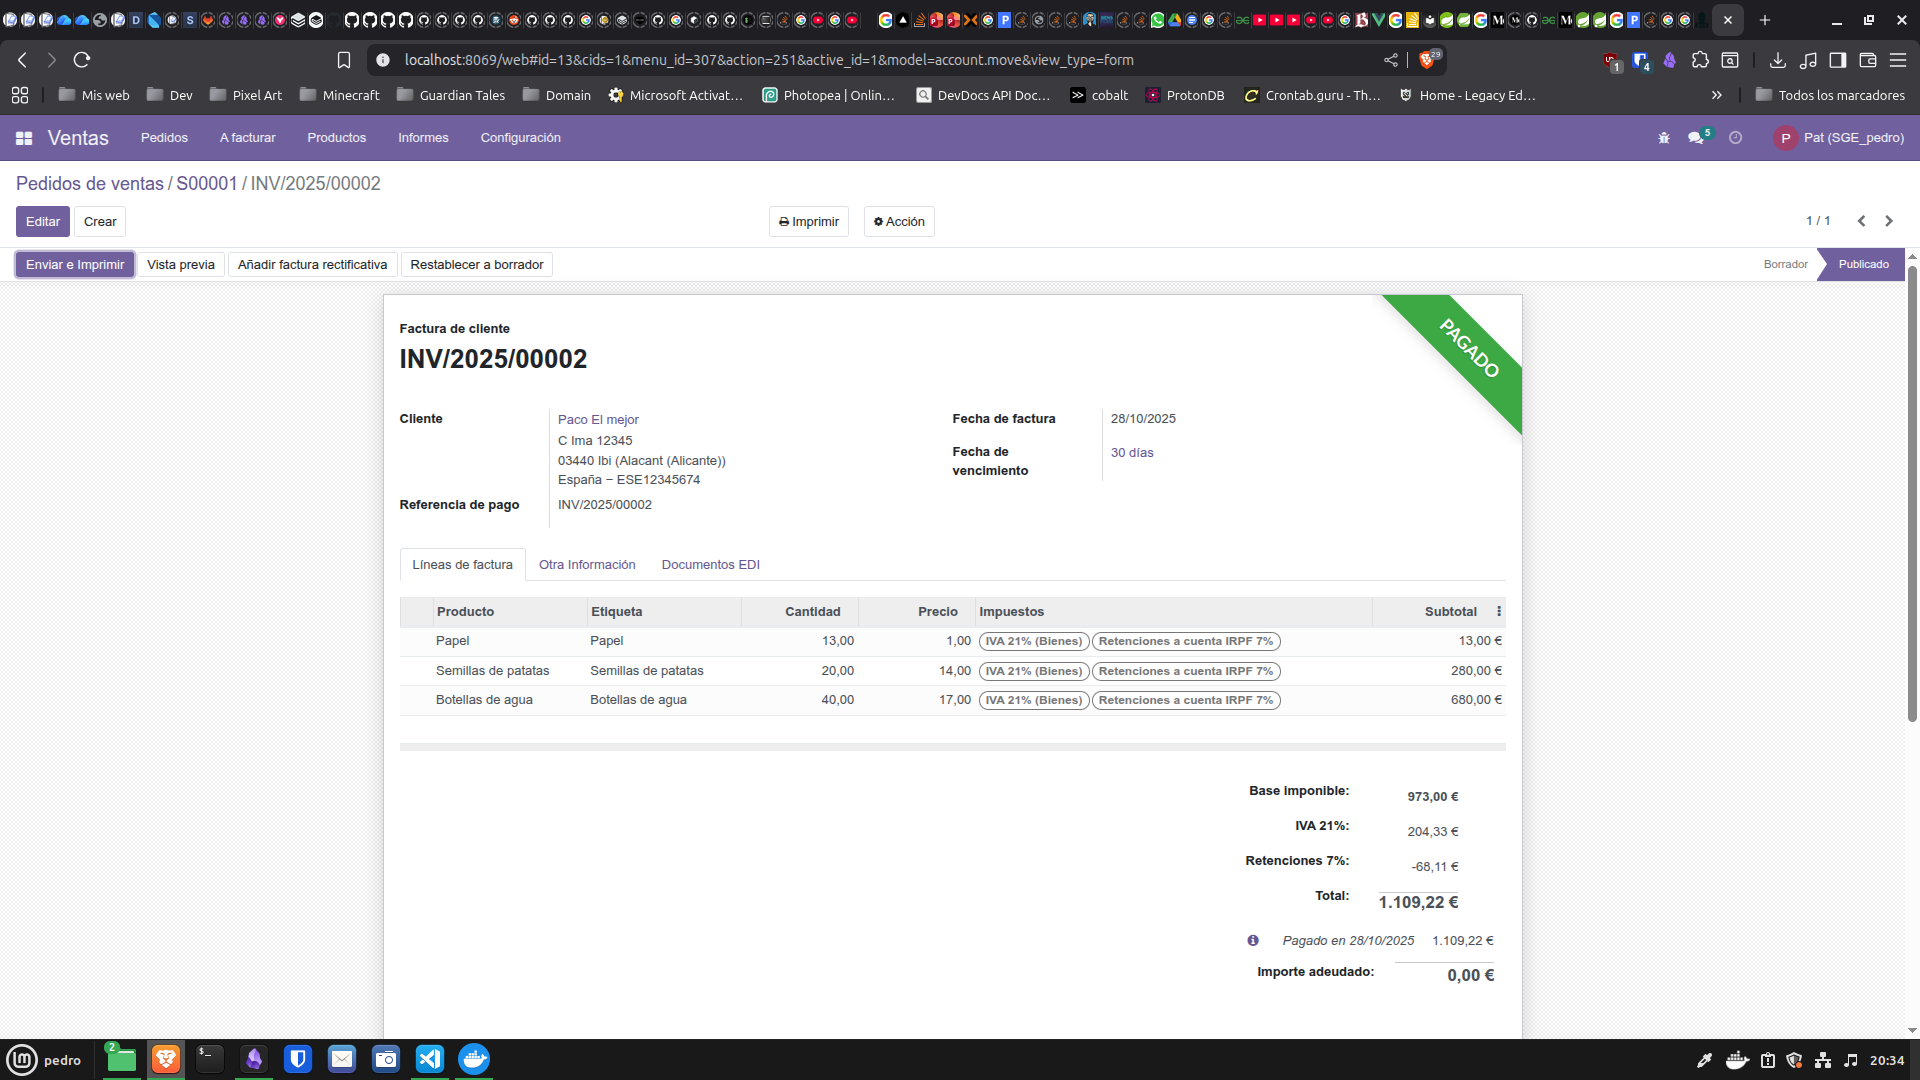 localhost:8069/web#id=13&cids=1&menu_id=307&action=251&active_id=1&model=account.move&view_type=form
29
1
4
Mis web
Dev
Pixel Art
Minecraft
Guardian Tales
Domain
Microsoft Activat...
Photopea | Onlin...
DevDocs API Doc...
cobalt
ProtonDB
Crontab.guru - Th...
Home - Legacy Ed...
Todos los marcadores
Ventas
Pedidos
A facturar
Productos
Informes
Configuración
5
P
Pat (SGE_pedro)
Pedidos de ventas / S00001 / INV/2025/00002
Editar
Crear
Imprimir
Acción
1 / 1
Enviar e Imprimir
Vista previa
Añadir factura rectificativa
Restablecer a borrador
Borrador
Publicado
PAGADO
Factura de cliente
INV/2025/00002
Cliente
Paco El mejor
C Ima 12345
03440 Ibi (Alacant (Alicante))
España − ESE12345674
Referencia de pago
INV/2025/00002
Fecha de factura
28/10/2025
Fecha de vencimiento
30 días
Líneas de factura
Otra Información
Documentos EDI
Producto Etiqueta Cantidad Precio Impuestos Subtotal
Papel Papel 13,00 1,00 IVA 21% (Bienes) Retenciones a cuenta IRPF 7% 13,00 €
Semillas de patatas Semillas de patatas 20,00 14,00 IVA 21% (Bienes) Retenciones a cuenta IRPF 7% 280,00 €
Botellas de agua Botellas de agua 40,00 17,00 IVA 21% (Bienes) Retenciones a cuenta IRPF 7% 680,00 €
Base imponible: 973,00 €
IVA 21%: 204,33 €
Retenciones 7%: -68,11 €
Total: 1.109,22 €
Pagado en 28/10/2025 1.109,22 €
Importe adeudado: 0,00 €
pedro
2
20:34